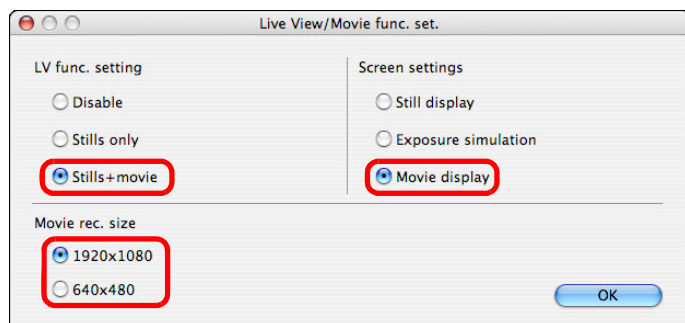 Live View/Movie func. set.
LV func. setting
Disable
Stills only
Stills+movie
Screen settings
Still display
Exposure simulation
Movie display
Movie rec. size
1920x1080
640x480
OK